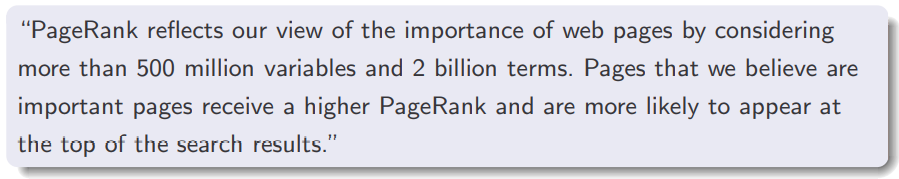 “PageRank reflects our view of the importance of web pages by considering
more than 500 million variables and 2 billion terms. Pages that we believe are
important pages receive a higher PageRank and are more likely to appear at
the top of the search results.”